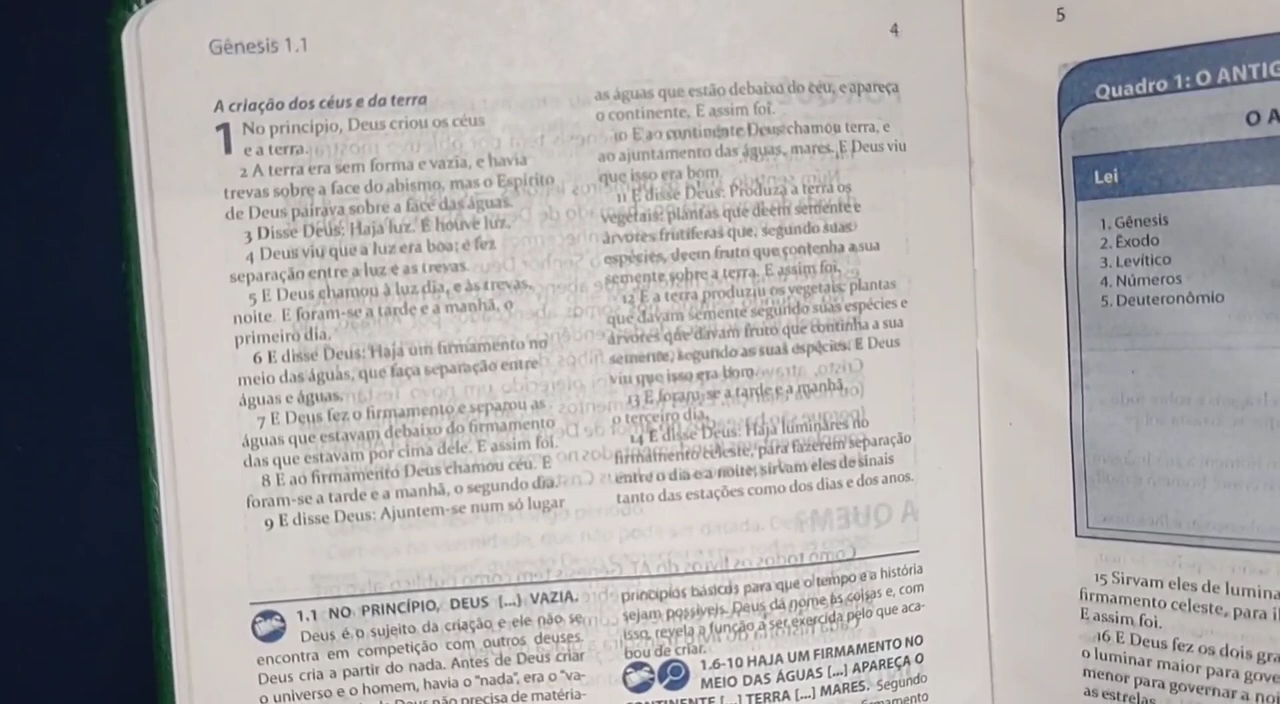 Gênesis 1.1
4
A criação dos céus e da terra
1 No princípio, Deus criou os céus
e a terra.
2 A terra era sem forma e vazia, e havia
trevas sobre a face do abismo, mas o Espírito
de Deus pairava sobre a face das águas.
3 Disse Deus: Haja luz. E houve luz.
4 Deus viu que a luz era boa; e fez
separação entre a luz e as trevas.
5 E Deus chamou à luz dia, e às trevas,
noite. E foram-se a tarde e a manhã, o
primeiro dia.
6 E disse Deus: Haja um firmamento no
meio das águas, que faça separação entre
águas e águas.
7 E Deus fez o firmamento e separou as
águas que estavam debaixo do firmamento
das que estavam por cima dele. E assim foi.
8 E ao firmamento Deus chamou céu. E
foram-se a tarde e a manhã, o segundo dia.
9 E disse Deus: Ajuntem-se num só lugar
as águas que estão debaixo do céu, e apareça
o continente. E assim foi.
10 E ao continente Deus chamou terra, e
ao ajuntamento das águas, mares. E Deus viu
que isso era bom.
11 E disse Deus: Produza a terra os
vegetais: plantas que deem semente e
árvores frutíferas que, segundo suas
espécies, deem fruto que contenha a sua
semente sobre a terra. E assim foi.
12 E a terra produziu os vegetais: plantas
que davam semente segundo suas espécies e
árvores que davam fruto que continha a sua
semente, segundo as suas espécies. E Deus
viu que isso era bom.
13 E foram-se a tarde e a manhã,
o terceiro dia.
14 E disse Deus: Haja luminares no
firmamento celeste, para fazerem separação
entre o dia e a noite; sirvam eles de sinais
tanto das estações como dos dias e dos anos.
1.1 NO PRINCÍPIO, DEUS [...] VAZIA.
Deus é o sujeito da criação e ele não se
encontra em competição com outros deuses.
Deus cria a partir do nada. Antes de Deus criar
o universo e o homem, havia o "nada", era o "va-
Deus não precisa de matéria-
princípios básicos para que o tempo e a história
sejam possíveis. Deus dá nome às coisas e, com
isso, revela a função a ser exercida pelo que aca-
bou de criar.
1.6-10 HAJA UM FIRMAMENTO NO
MEIO DAS ÁGUAS [...] APAREÇA O
CONTINENTE [...] TERRA [...] MARES. Segundo
5
Quadro 1: O ANTIG
O A
Lei
1. Gênesis
2. Êxodo
3. Levítico
4. Números
5. Deuteronômio
15 Sirvam eles de lumina
firmamento celeste, para i
E assim foi.
16 E Deus fez os dois gra
o luminar maior para gove
menor para governar a noi
as estrelas